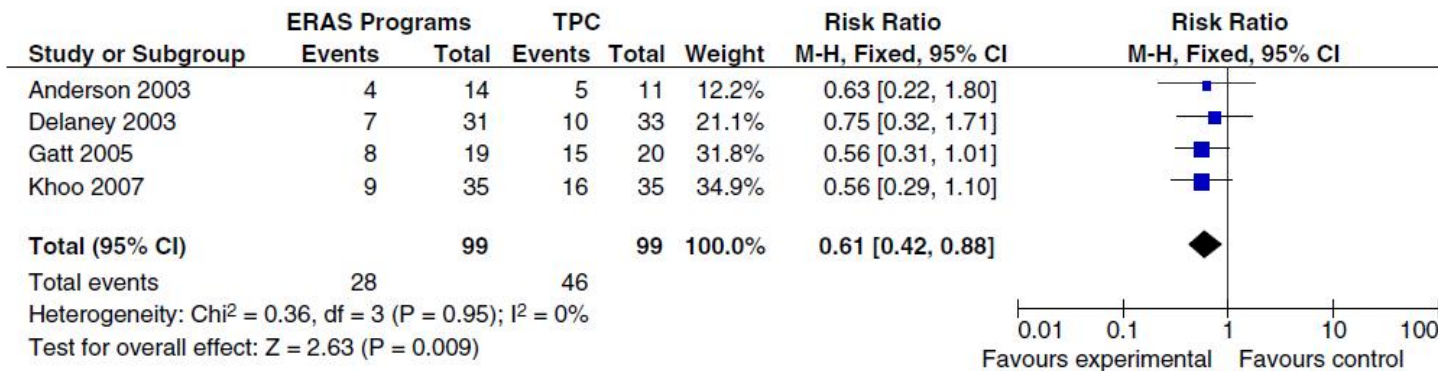 ERAS Programs TPC Risk Ratio Risk Ratio
Study or Subgroup Events Total Events Total Weight M-H, Fixed, 95% CI M-H, Fixed, 95% CI
Anderson 2003 4 14 5 11 12.2% 0.63 [0.22, 1.80]
Delaney 2003 7 31 10 33 21.1% 0.75 [0.32, 1.71]
Gatt 2005 8 19 15 20 31.8% 0.56 [0.31, 1.01]
Khoo 2007 9 35 16 35 34.9% 0.56 [0.29, 1.10]
Total (95% CI) 99 99 100.0% 0.61 [0.42, 0.88]
Total events 28 46
Heterogeneity: Chi² = 0.36, df = 3 (P = 0.95); I² = 0%
Test for overall effect: Z = 2.63 (P = 0.009)
0.01 0.1 1 10 100
Favours experimental Favours control